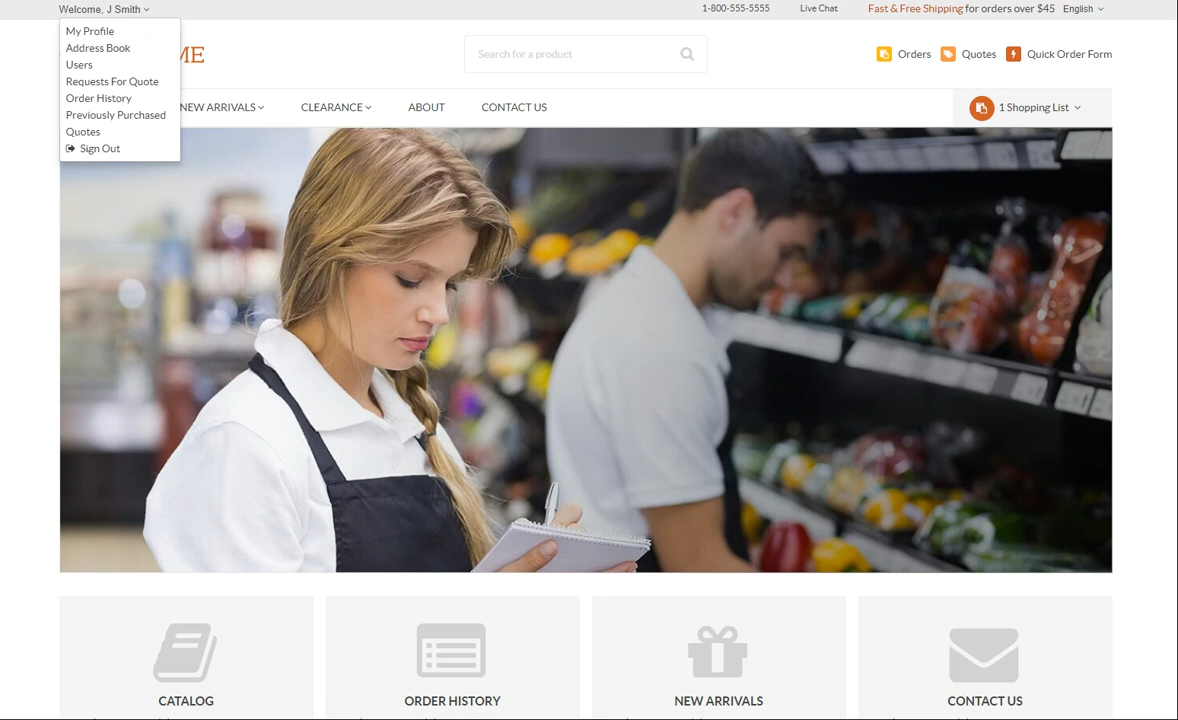 Welcome, J Smith
1-800-555-5555
Live Chat
Fast & Free Shipping for orders over $45
English
My Profile
Address Book
Users
Requests For Quote
Order History
Previously Purchased
Quotes
Sign Out
ME
Search for a product
Orders
Quotes
Quick Order Form
NEW ARRIVALS
CLEARANCE
ABOUT
CONTACT US
1 Shopping List
CATALOG
ORDER HISTORY
NEW ARRIVALS
CONTACT US